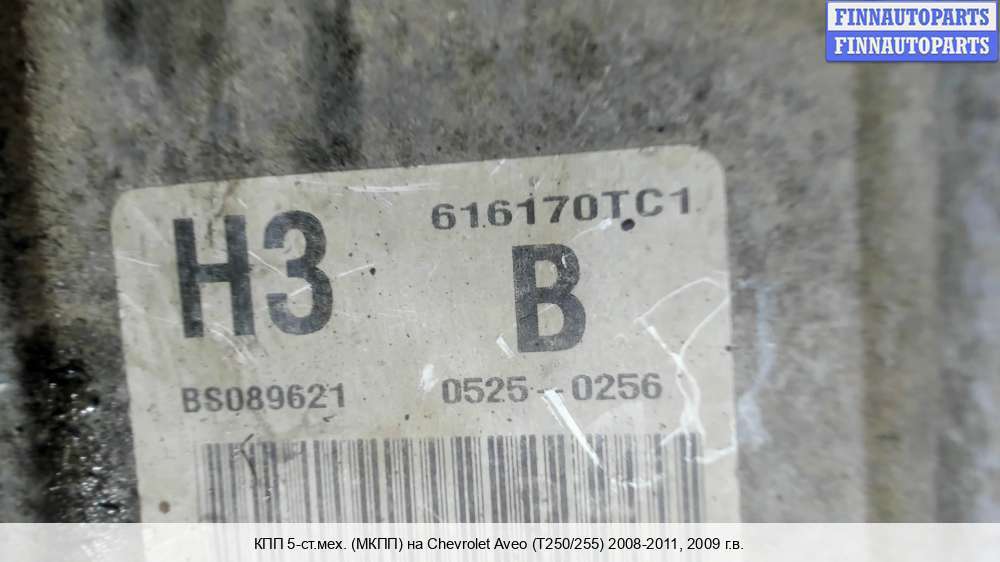 FINNAUTOPARTS
FINNAUTOPARTS
H3
616170TC1
B
BS089621
0525-0256
КПП 5-ст.мех. (МКПП) на Chevrolet Aveo (T250/255) 2008-2011, 2009 г.в.